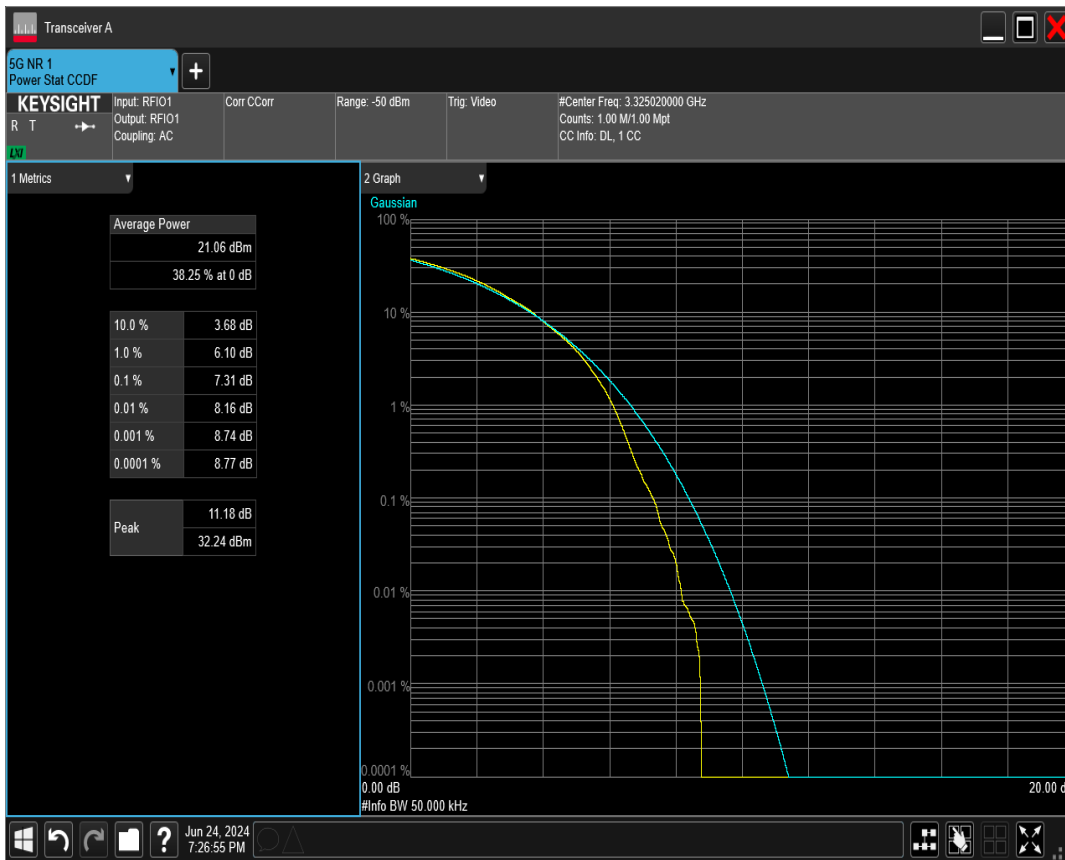 Transceiver A
5G NR 1
Power Stat CCDF
KEYSIGHT
R T
LXI
Input: RFIO1
Output: RFIO1
Coupling: AC
Corr CCorr
Range: -50 dBm
Trig: Video
#Center Freq: 3.325020000 GHz
Counts: 1.00 M/1.00 Mpt
CC Info: DL, 1 CC
1 Metrics
Average Power
21.06 dBm
38.25 % at 0 dB
10.0 % 3.68 dB
1.0 % 6.10 dB
0.1 % 7.31 dB
0.01 % 8.16 dB
0.001 % 8.74 dB
0.0001 % 8.77 dB
Peak
11.18 dB
32.24 dBm
2 Graph
Gaussian
100 %
10 %
1 %
0.1 %
0.01 %
0.001 %
0.0001 %
0.00 dB
20.00 d
#Info BW 50.000 kHz
Jun 24, 2024
7:26:55 PM